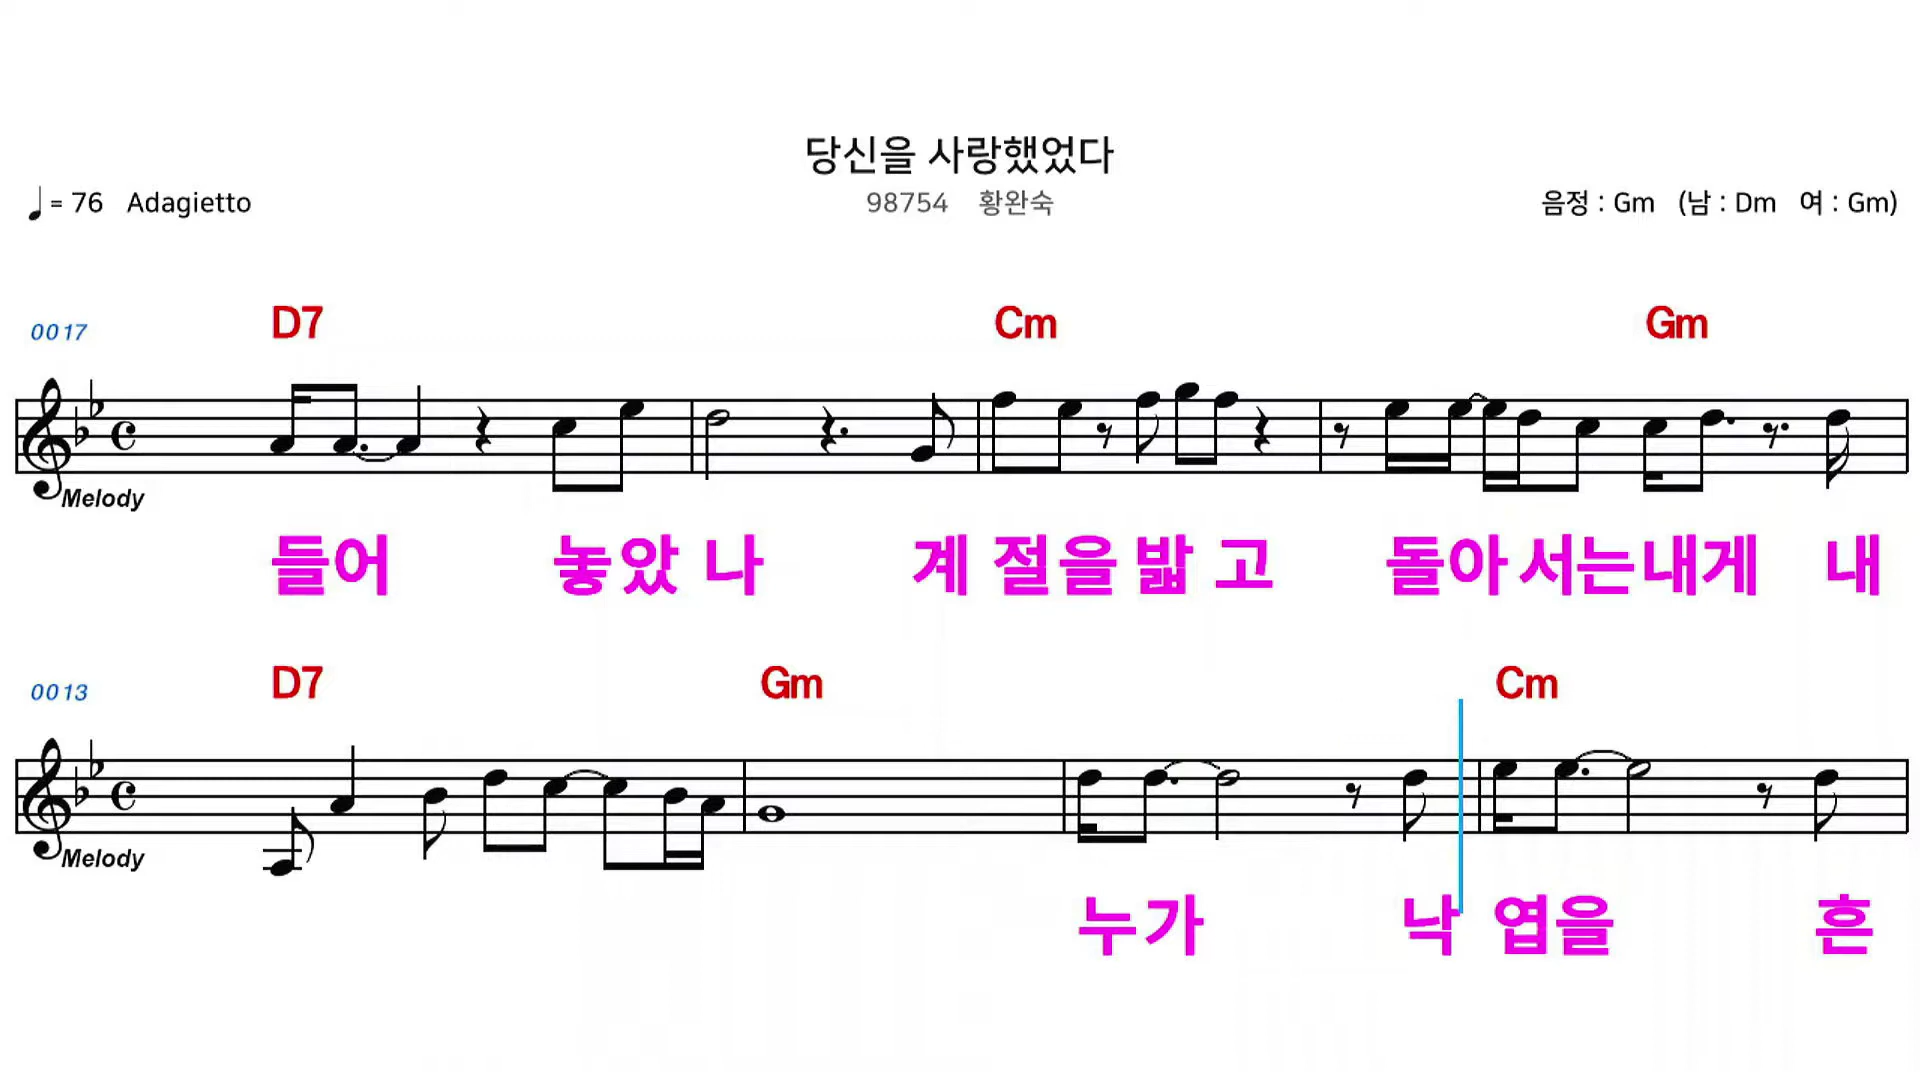 당신을 사랑했었다
♩= 76 Adagietto 98754 황완숙 음정 : Gm (남 : Dm 여 : Gm)
0017 D7 Cm Gm
Melody
들어 놓았 나 계 절을 밟 고 돌아 서는내게 내
0013 D7 Gm Cm
Melody
누가 낙 엽을 흔